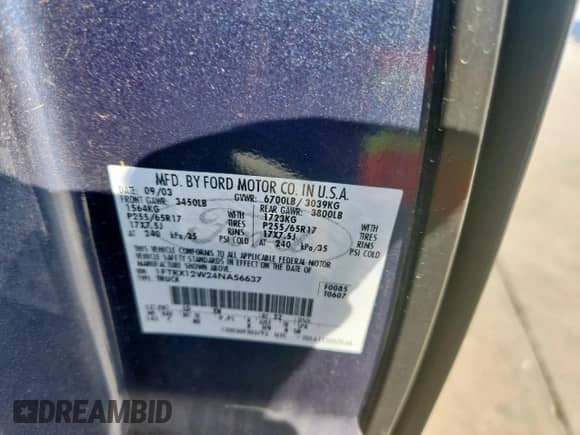 MFD. BY FORD MOTOR CO. IN U.S.A.
DATE 09/03 GVWR: 6700LB/ 3039KG
FRONT GAWR: 3450LB REAR GAWR: 3800LB
1564KG WITH 1723KG WITH
P255/65R17 TIRES P255/65R17 TIRES
17X7.5J RIMS 17X7.5J RIMS
AT 240 kPa/35 PSI COLD AT 240 kPa/35 PSI COLD
THIS VEHICLE CONFORMS TO ALL APPLICABLE FEDERAL MOTOR
VEHICLE SAFETY STANDARDS IN EFFECT ON THE DATE OF
MANUFACTURE SHOWN ABOVE.
VIN: 1FTRX12W24NA56637
TYPE: TRUCK
F0085
T0607
DREAMBID